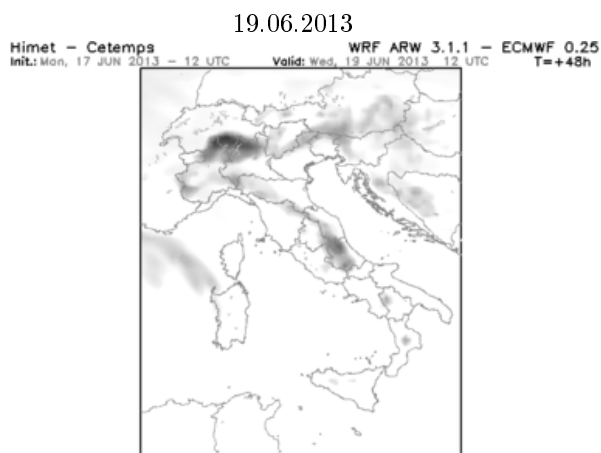 19.06.2013
Himet – Cetemps WRF ARW 3.1.1 – ECMWF 0.25
Init.: Mon, 17 JUN 2013 – 12 UTC Valid: Wed, 19 JUN 2013 12 UTC T=+48h